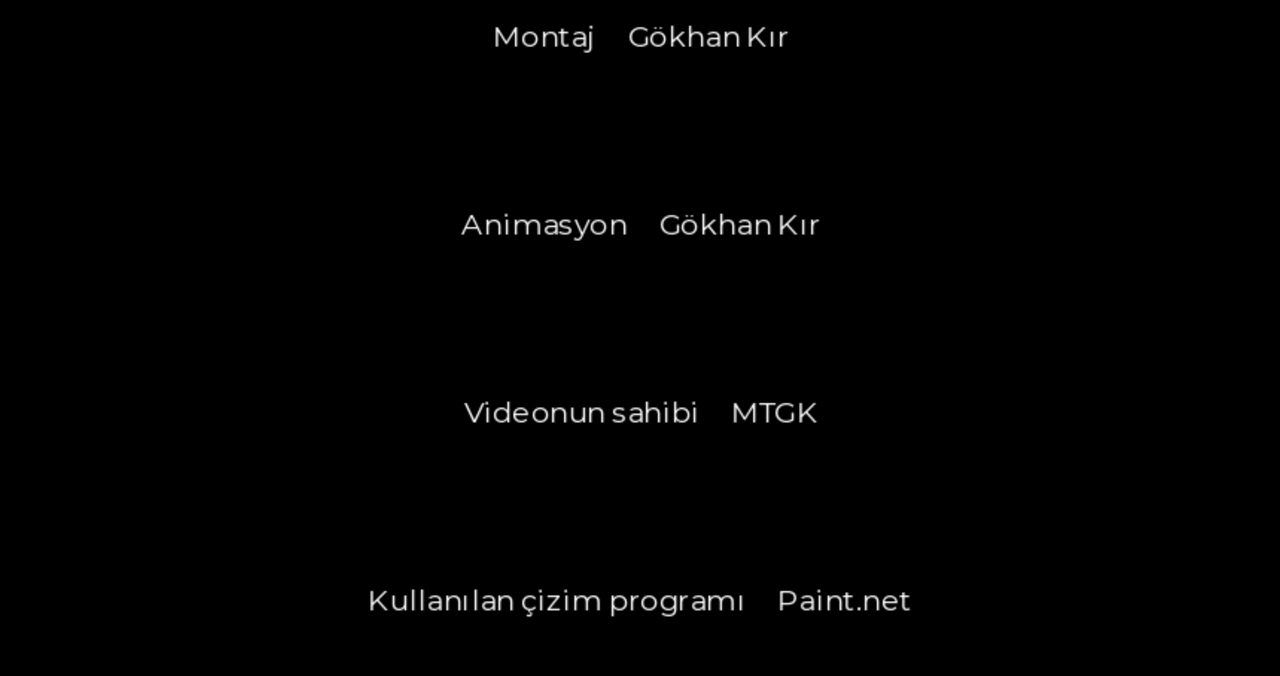 Montaj Gökhan Kır
Animasyon Gökhan Kır
Videonun sahibi MTGK
Kullanılan çizim programı Paint.net